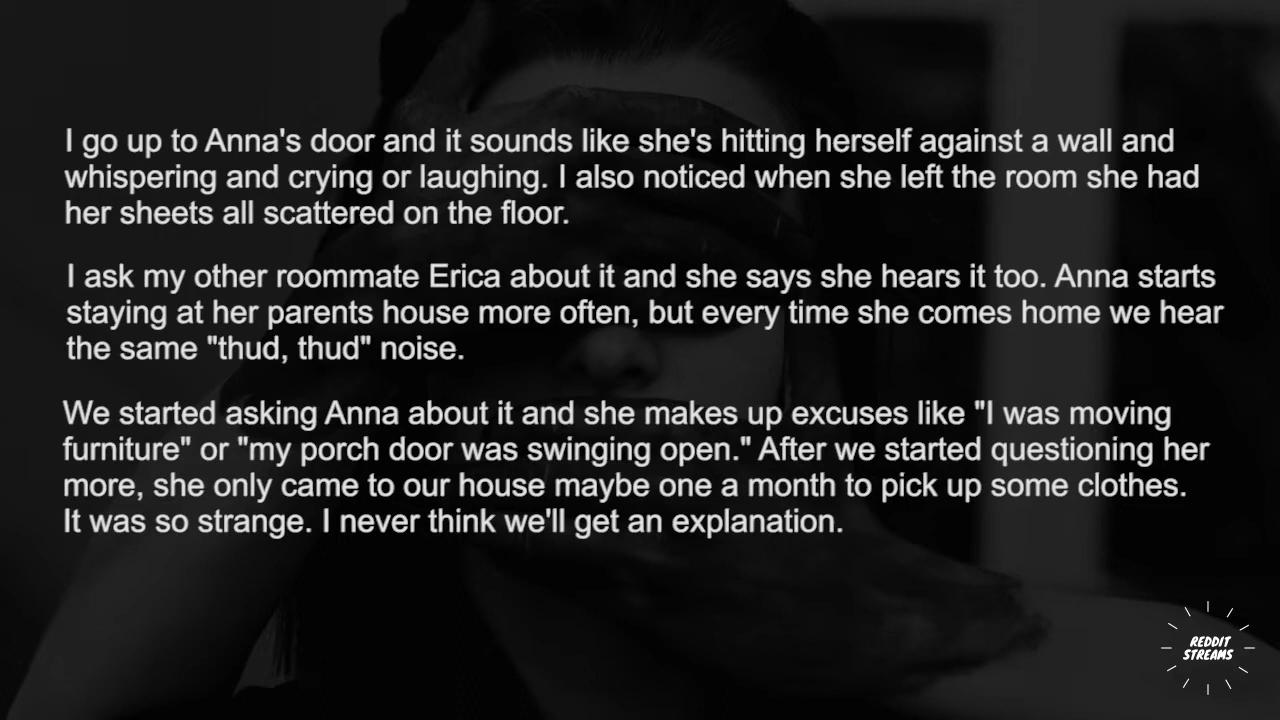 I go up to Anna's door and it sounds like she's hitting herself against a wall and
whispering and crying or laughing. I also noticed when she left the room she had
her sheets all scattered on the floor.
I ask my other roommate Erica about it and she says she hears it too. Anna starts
staying at her parents house more often, but every time she comes home we hear
the same "thud, thud" noise.
We started asking Anna about it and she makes up excuses like "I was moving
furniture" or "my porch door was swinging open." After we started questioning her
more, she only came to our house maybe one a month to pick up some clothes.
It was so strange. I never think we'll get an explanation.
REDDIT
STREAMS